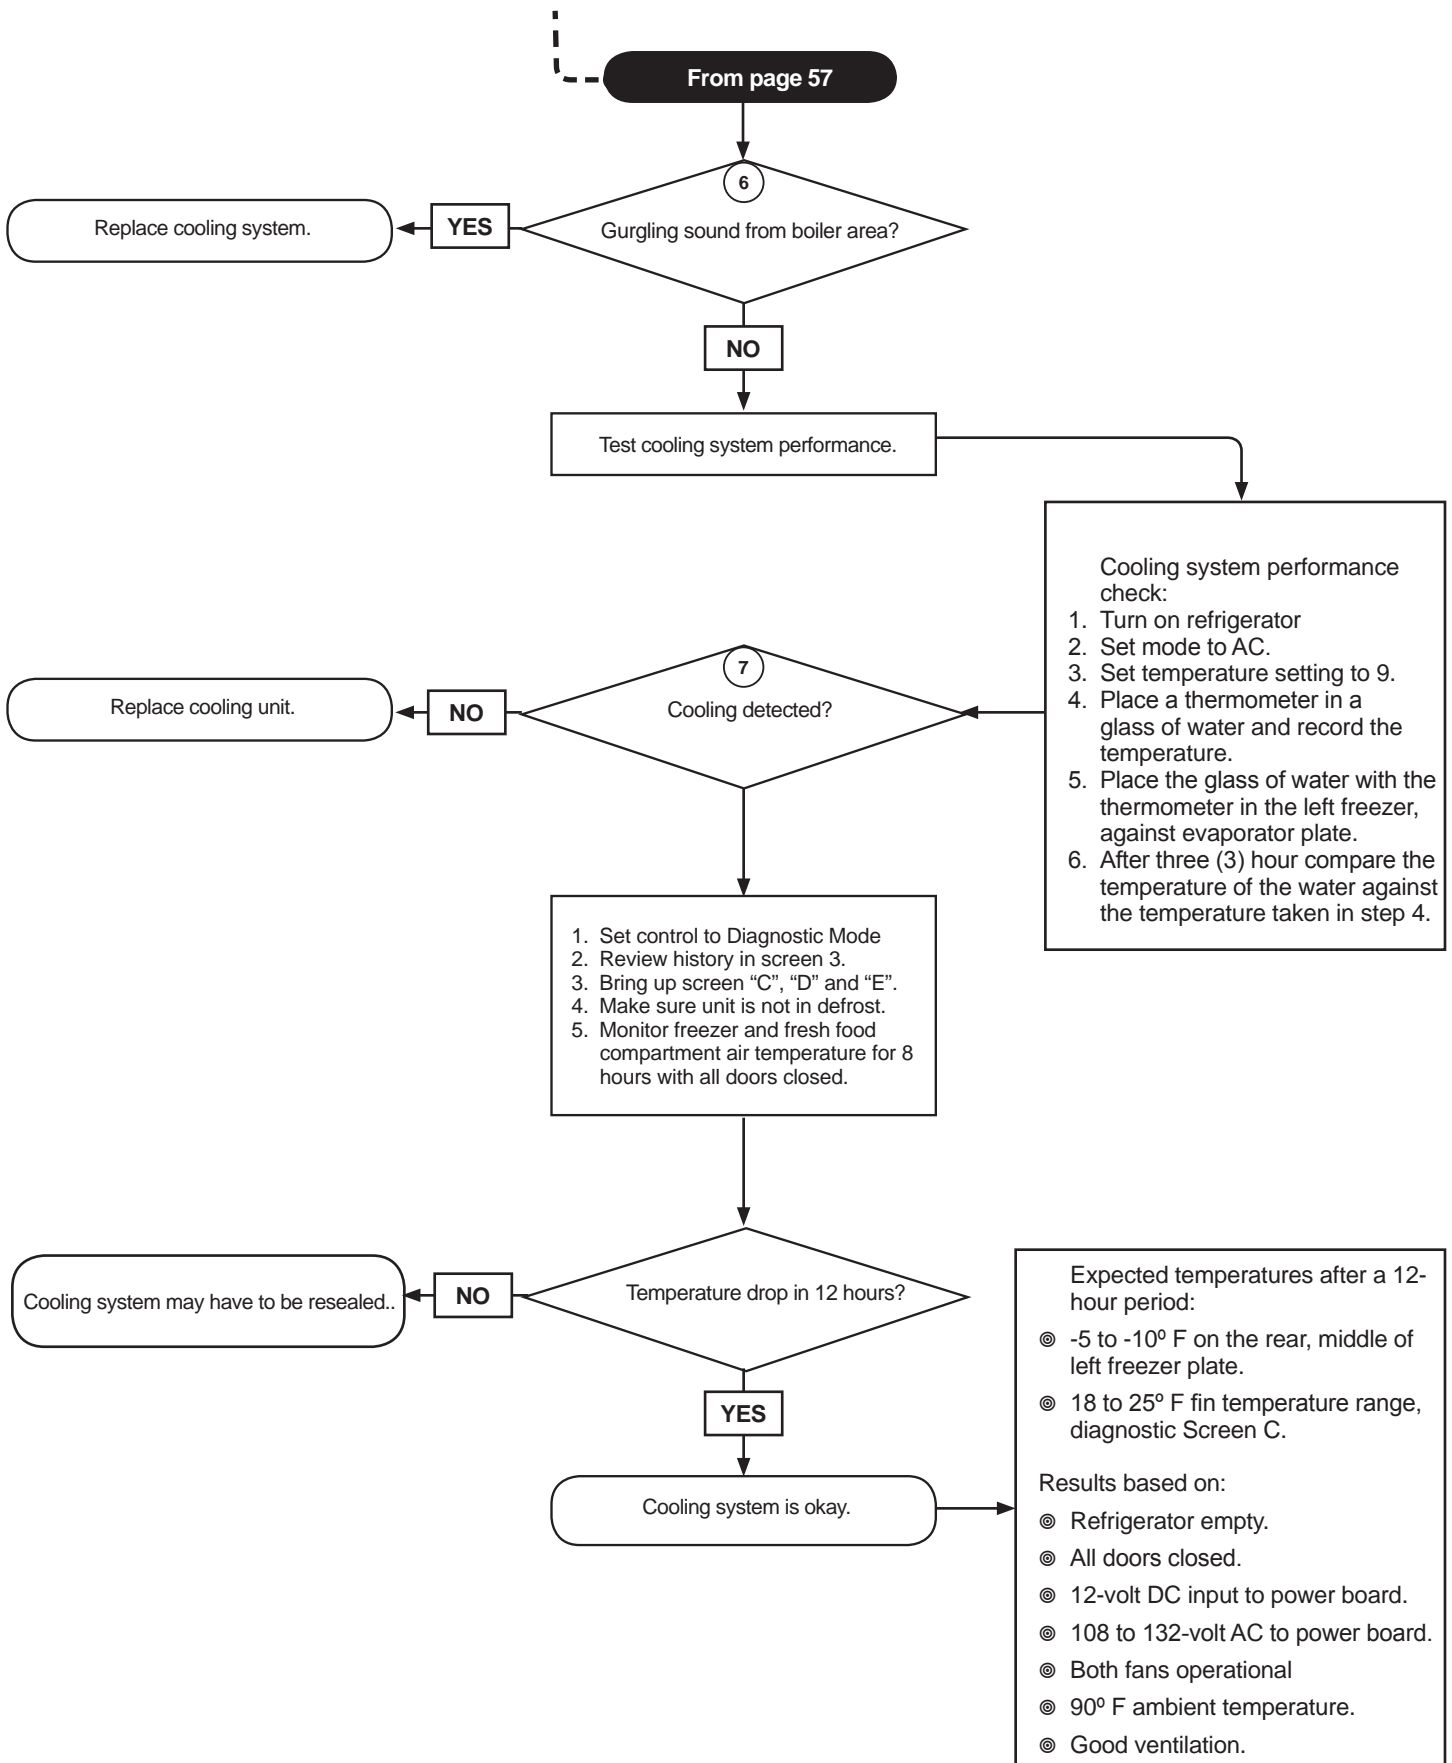 From page 57
6
Gurgling sound from boiler area?
YES
Replace cooling system.
NO
Test cooling system performance.
Cooling system performance
check:
1. Turn on refrigerator
2. Set mode to AC.
3. Set temperature setting to 9.
4. Place a thermometer in a
glass of water and record the
temperature.
5. Place the glass of water with the
thermometer in the left freezer,
against evaporator plate.
6. After three (3) hour compare the
temperature of the water against
the temperature taken in step 4.
7
Cooling detected?
NO
Replace cooling unit.
1. Set control to Diagnostic Mode
2. Review history in screen 3.
3. Bring up screen “C”, “D” and “E”.
4. Make sure unit is not in defrost.
5. Monitor freezer and fresh food
compartment air temperature for 8
hours with all doors closed.
Temperature drop in 12 hours?
NO
Cooling system may have to be resealed..
YES
Cooling system is okay.
Expected temperatures after a 12-
hour period:
⊚ -5 to -10º F on the rear, middle of
left freezer plate.
⊚ 18 to 25º F fin temperature range,
diagnostic Screen C.
Results based on:
⊚ Refrigerator empty.
⊚ All doors closed.
⊚ 12-volt DC input to power board.
⊚ 108 to 132-volt AC to power board.
⊚ Both fans operational
⊚ 90º F ambient temperature.
⊚ Good ventilation.